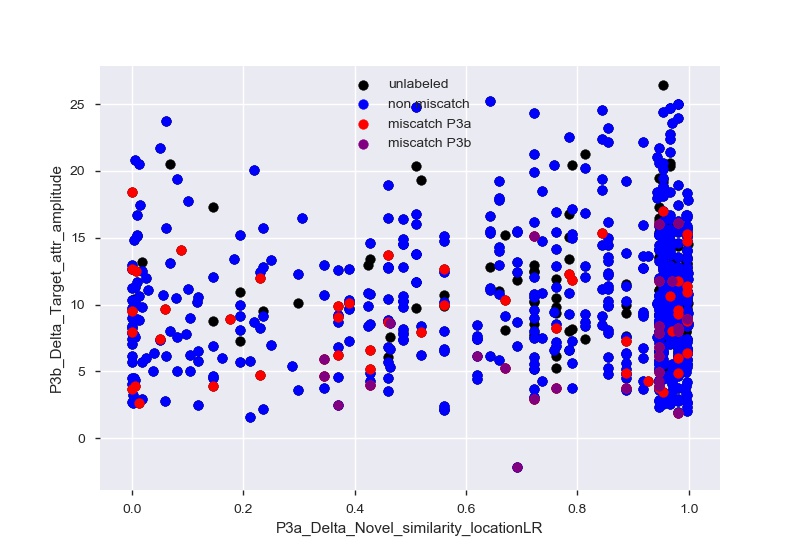 unlabeled
non miscatch
miscatch P3a
miscatch P3b
25
20
15
10
5
0
P3b_Delta_Target_attr_amplitude
0.0 0.2 0.4 0.6 0.8 1.0
P3a_Delta_Novel_similarity_locationLR